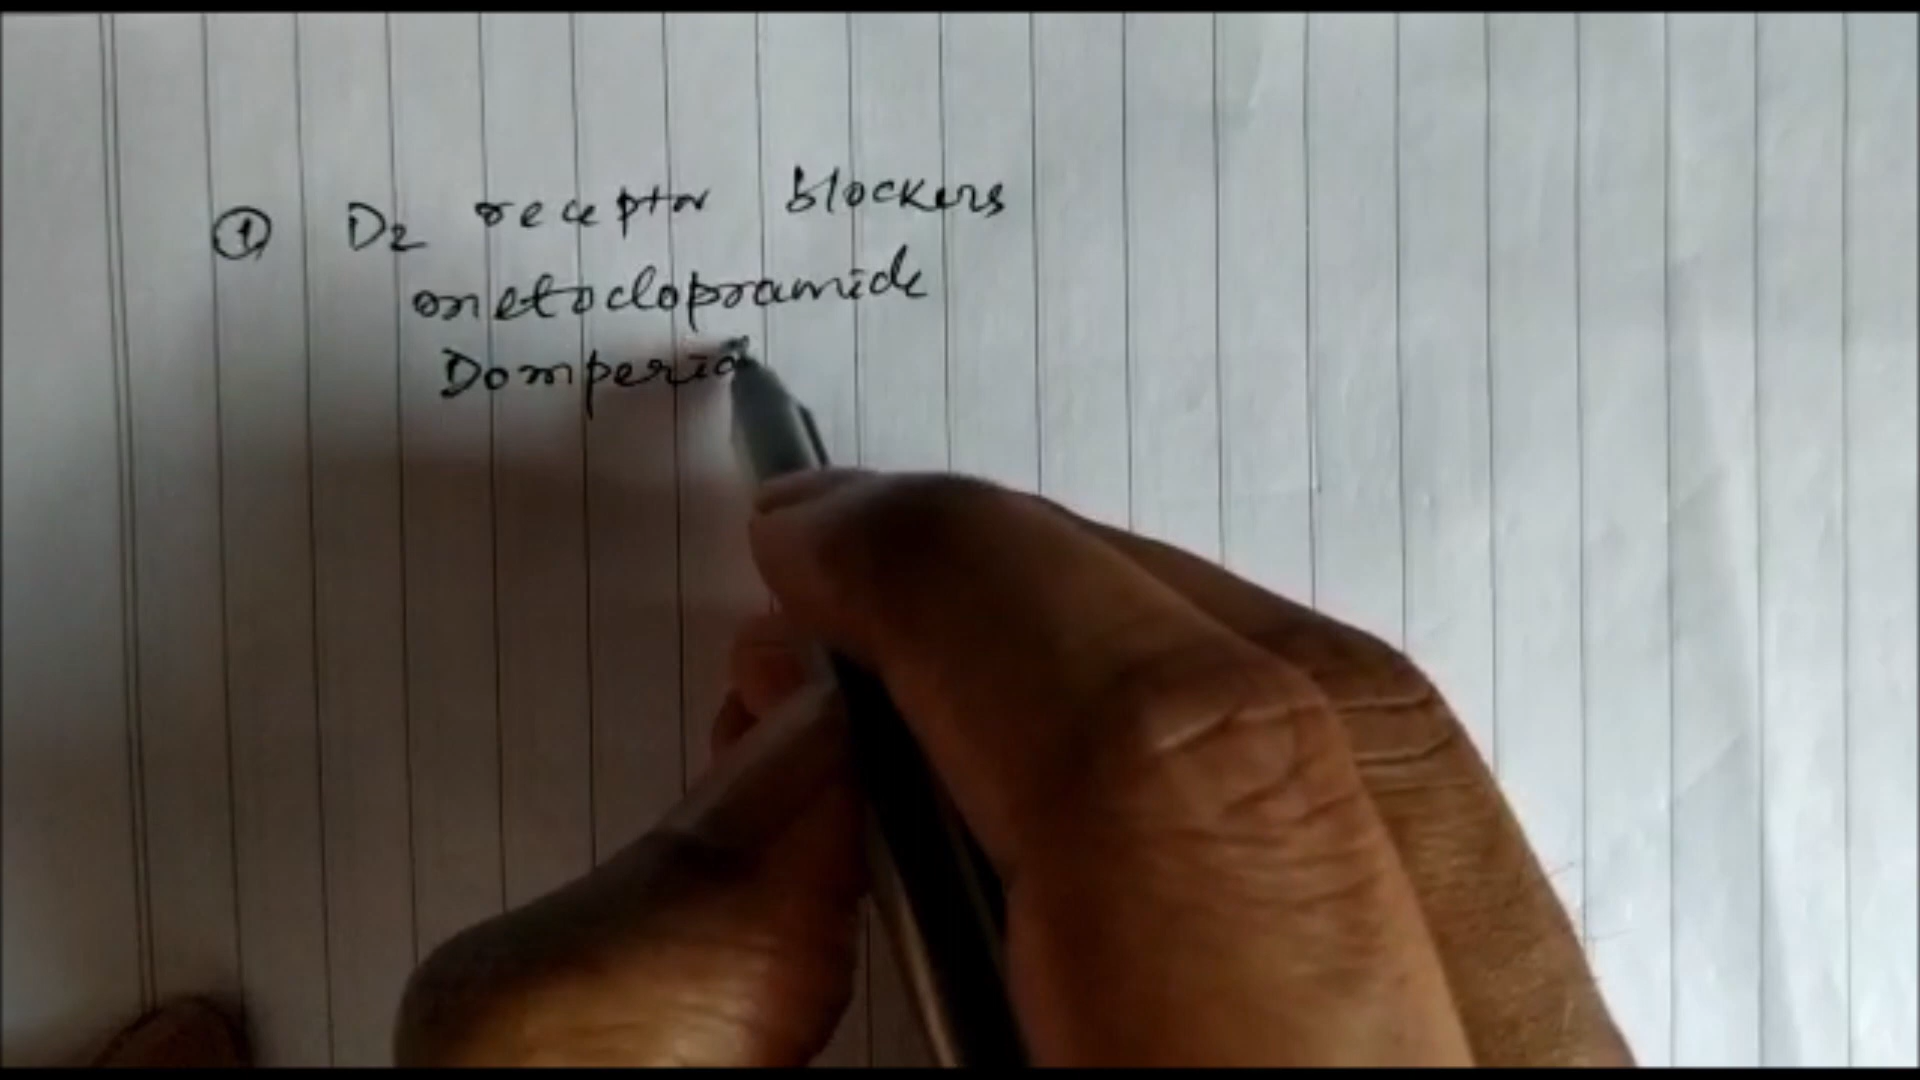 ① D2 receptor blockers
metoclopramide
Domperid